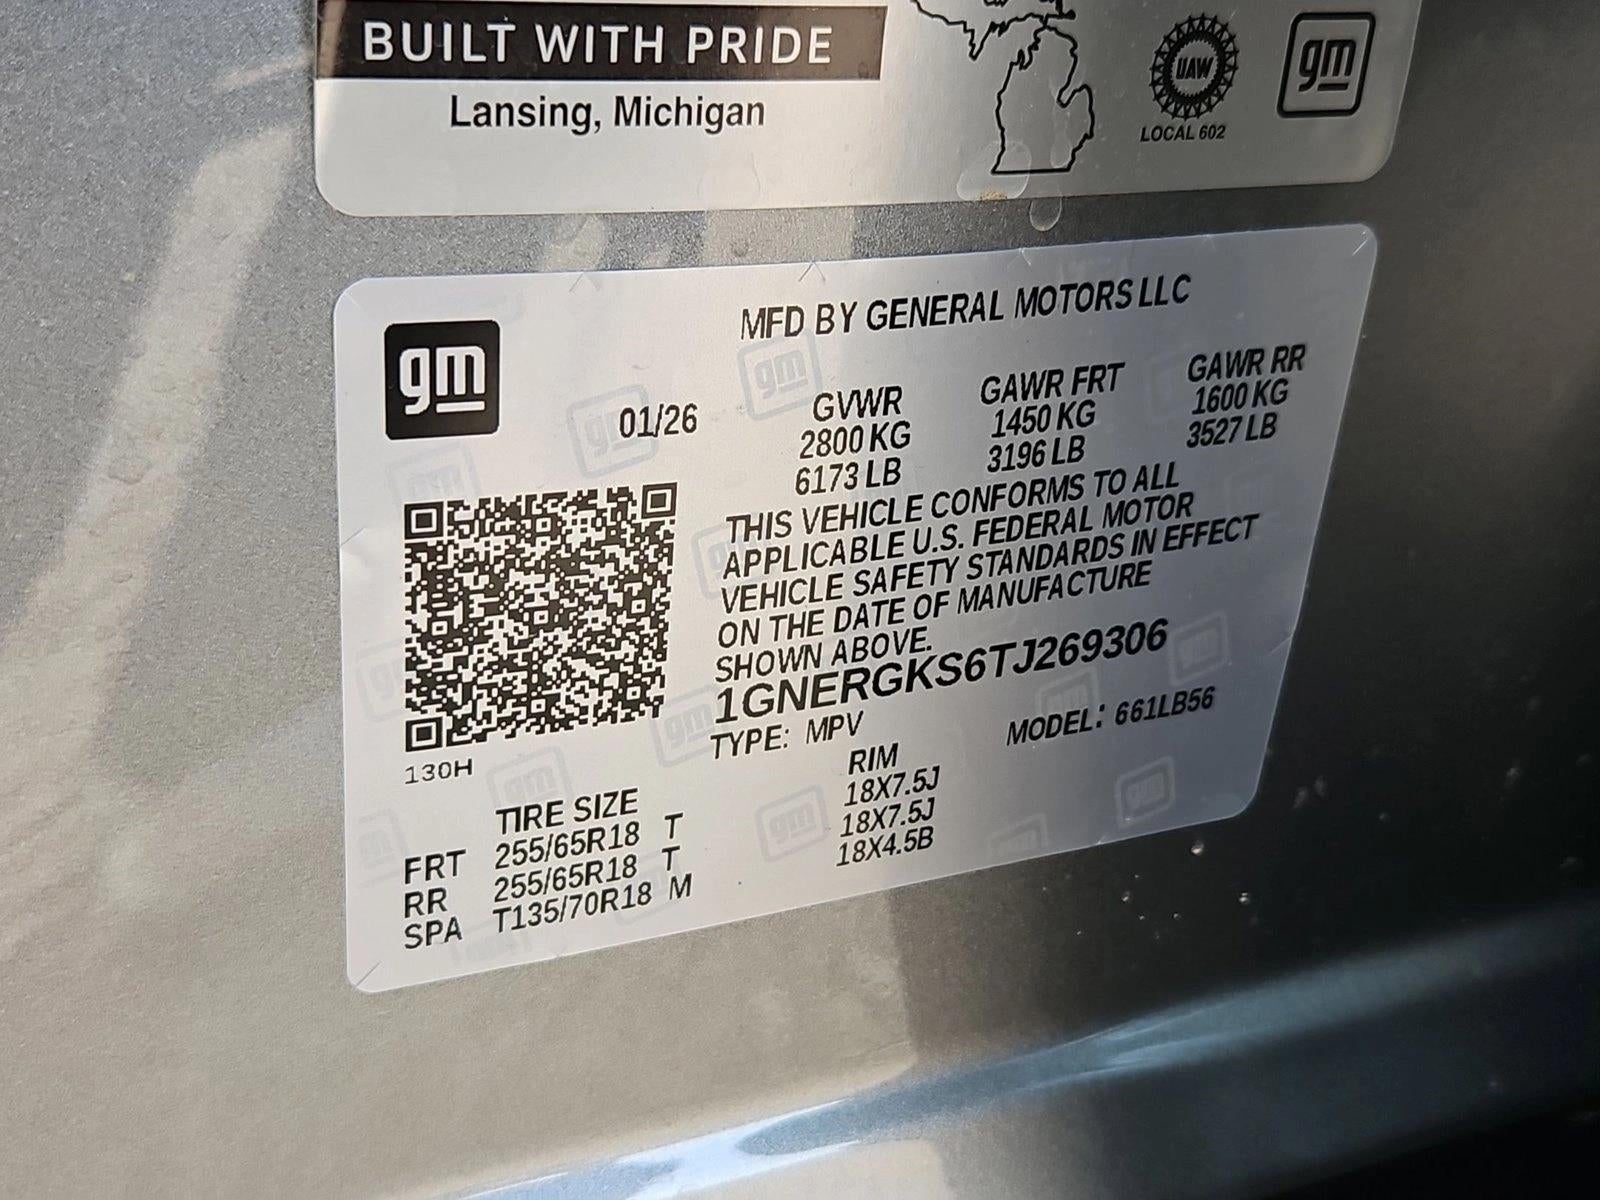 BUILT WITH PRIDE
Lansing, Michigan
UAW
LOCAL 602
gm
gm
MFD BY GENERAL MOTORS LLC
01/26
GVWR GAWR FRT GAWR RR
2800 KG 1450 KG 1600 KG
6173 LB 3196 LB 3527 LB
THIS VEHICLE CONFORMS TO ALL
APPLICABLE U.S. FEDERAL MOTOR
VEHICLE SAFETY STANDARDS IN EFFECT
ON THE DATE OF MANUFACTURE
SHOWN ABOVE.
1GNERGKS6TJ269306
TYPE: MPV MODEL: 661LB56
130H
TIRE SIZE RIM
FRT 255/65R18 T 18X7.5J
RR 255/65R18 T 18X7.5J
SPA T135/70R18 M 18X4.5B